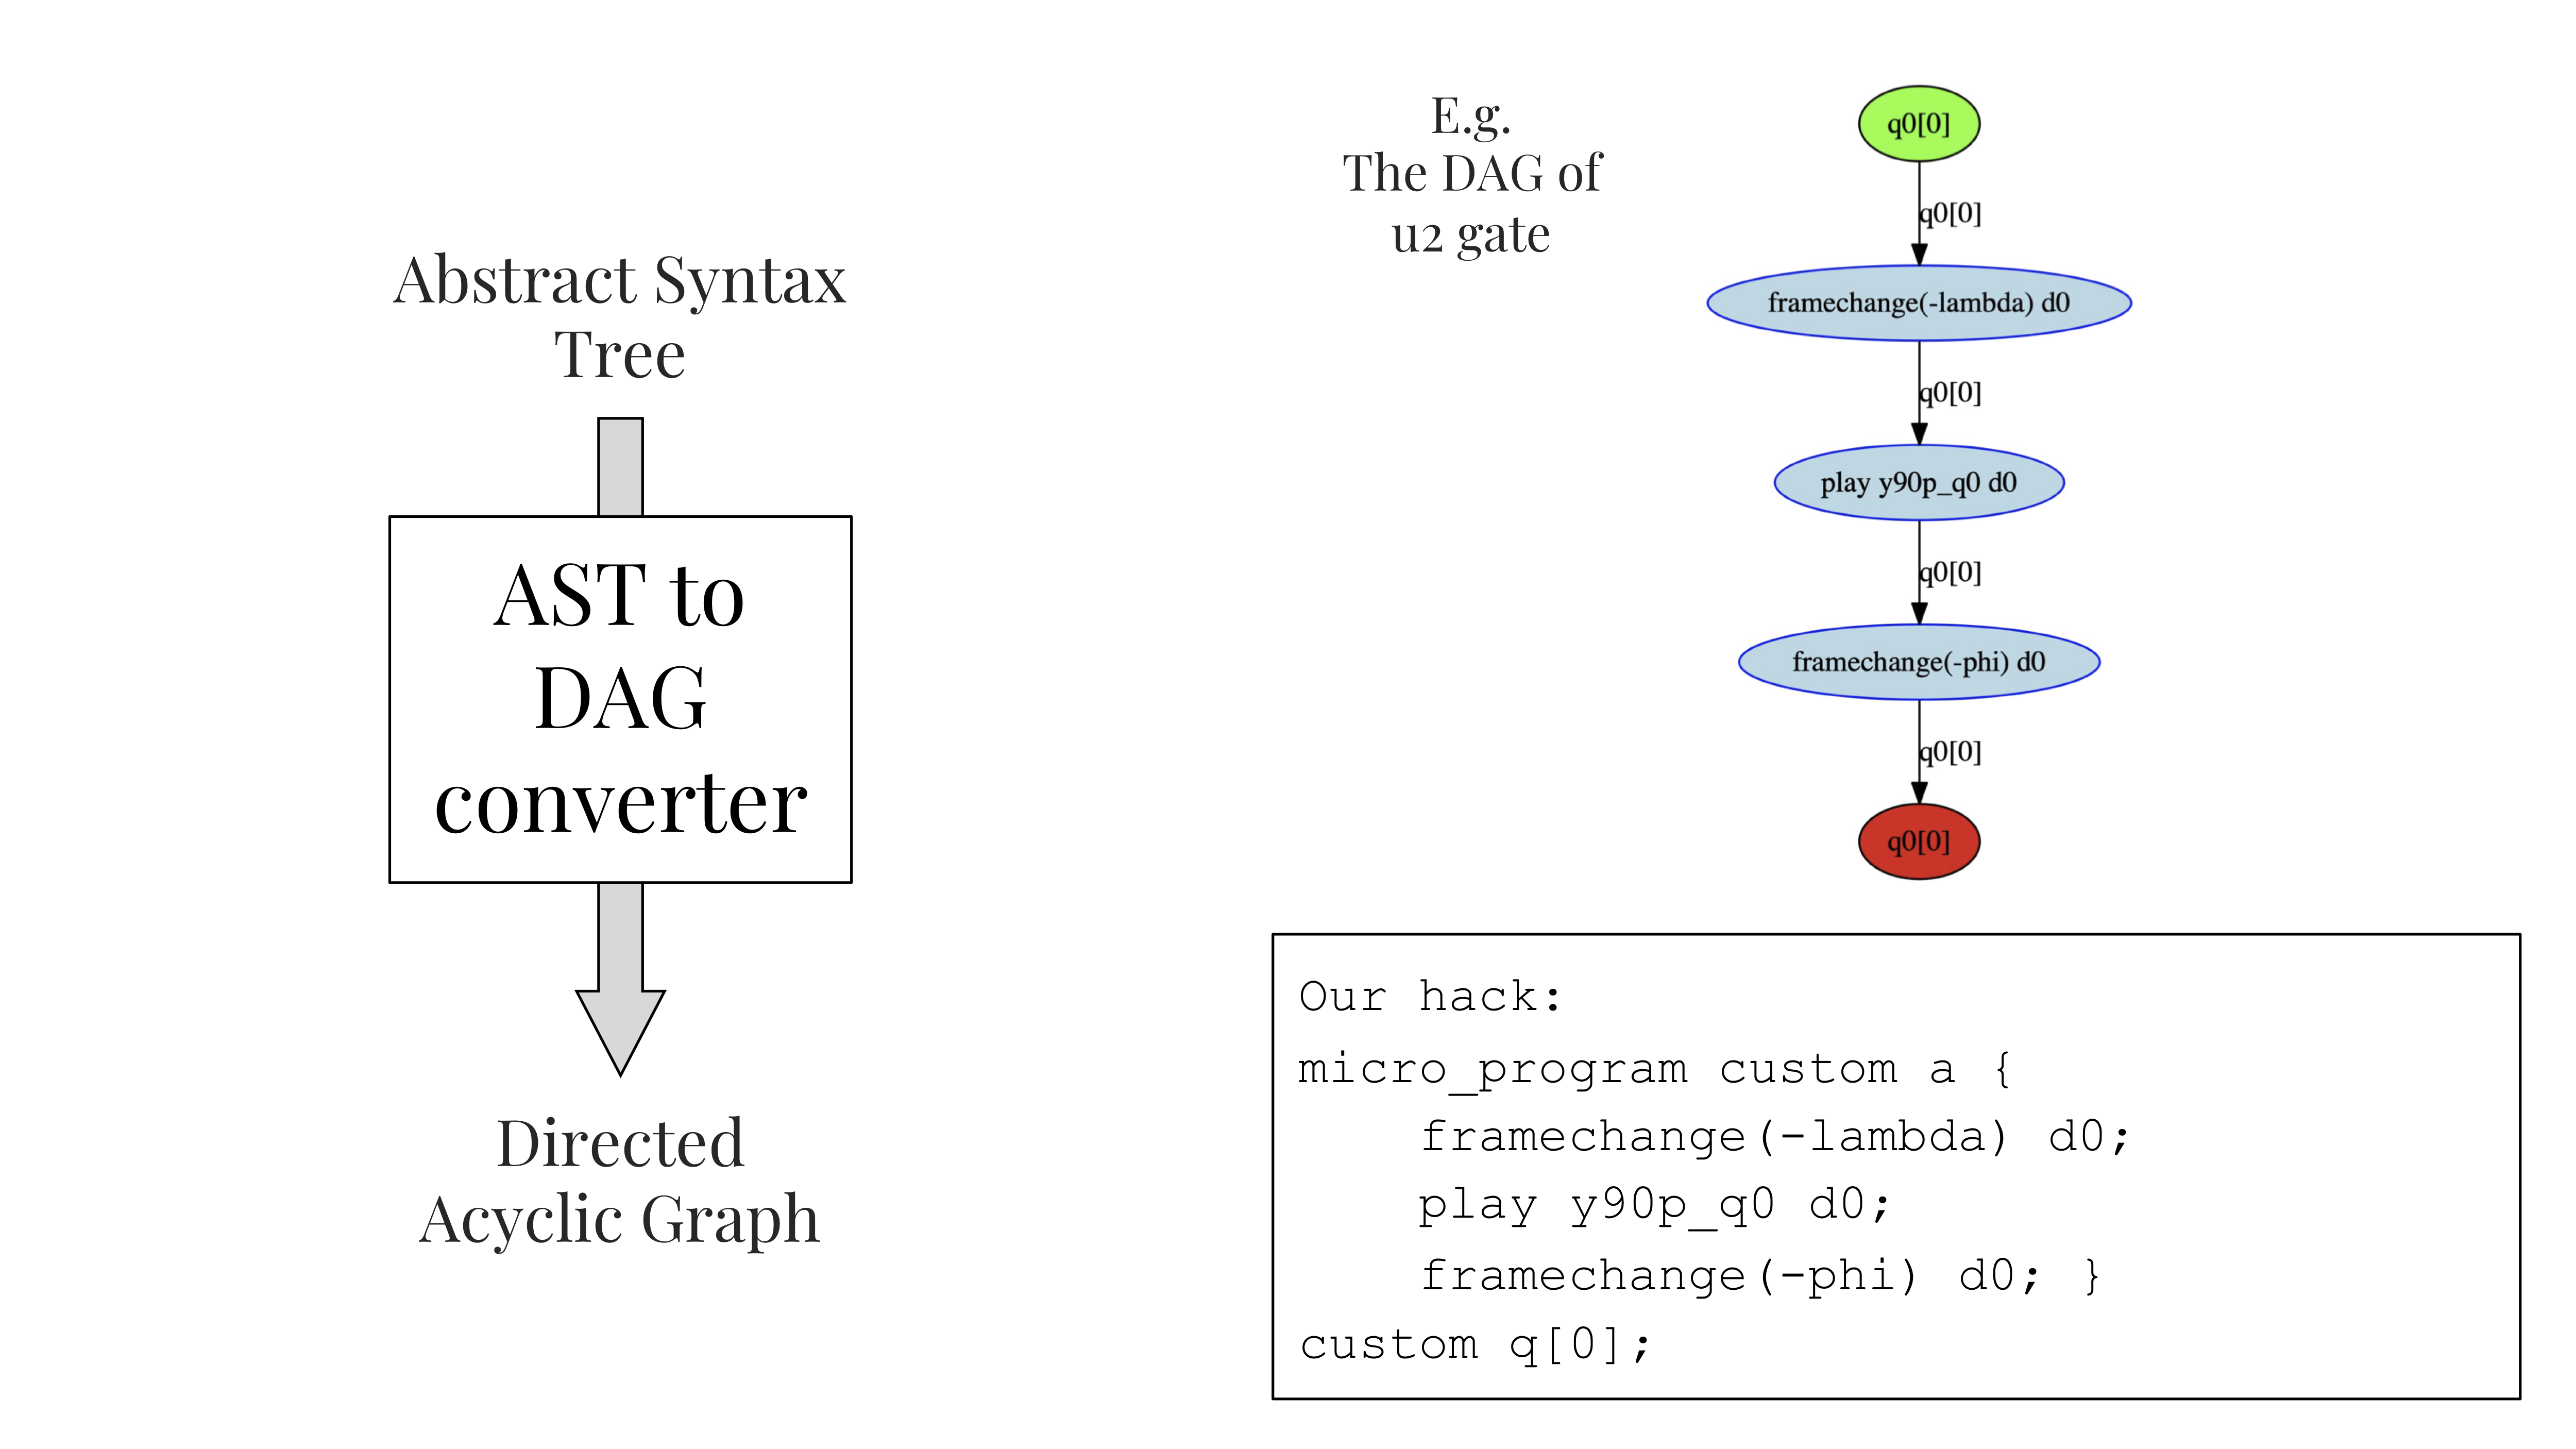 Abstract Syntax
Tree
AST to
DAG
converter
Directed
Acyclic Graph
E.g.
The DAG of
u2 gate
q0[0]
q0[0]
framechange(-lambda) d0
q0[0]
play y90p_q0 d0
q0[0]
framechange(-phi) d0
q0[0]
q0[0]
Our hack:
micro_program custom a {
    framechange(-lambda) d0;
    play y90p_q0 d0;
    framechange(-phi) d0; }
custom q[0];